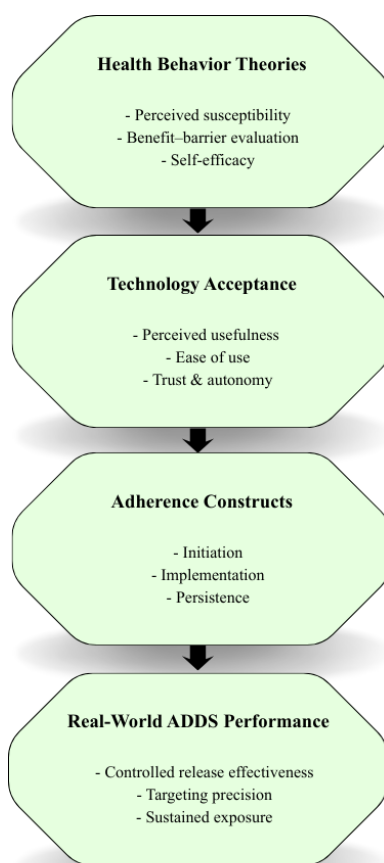 Health Behavior Theories
- Perceived susceptibility
- Benefit–barrier evaluation
- Self-efficacy
Technology Acceptance
- Perceived usefulness
- Ease of use
- Trust & autonomy
Adherence Constructs
- Initiation
- Implementation
- Persistence
Real-World ADDS Performance
- Controlled release effectiveness
- Targeting precision
- Sustained exposure